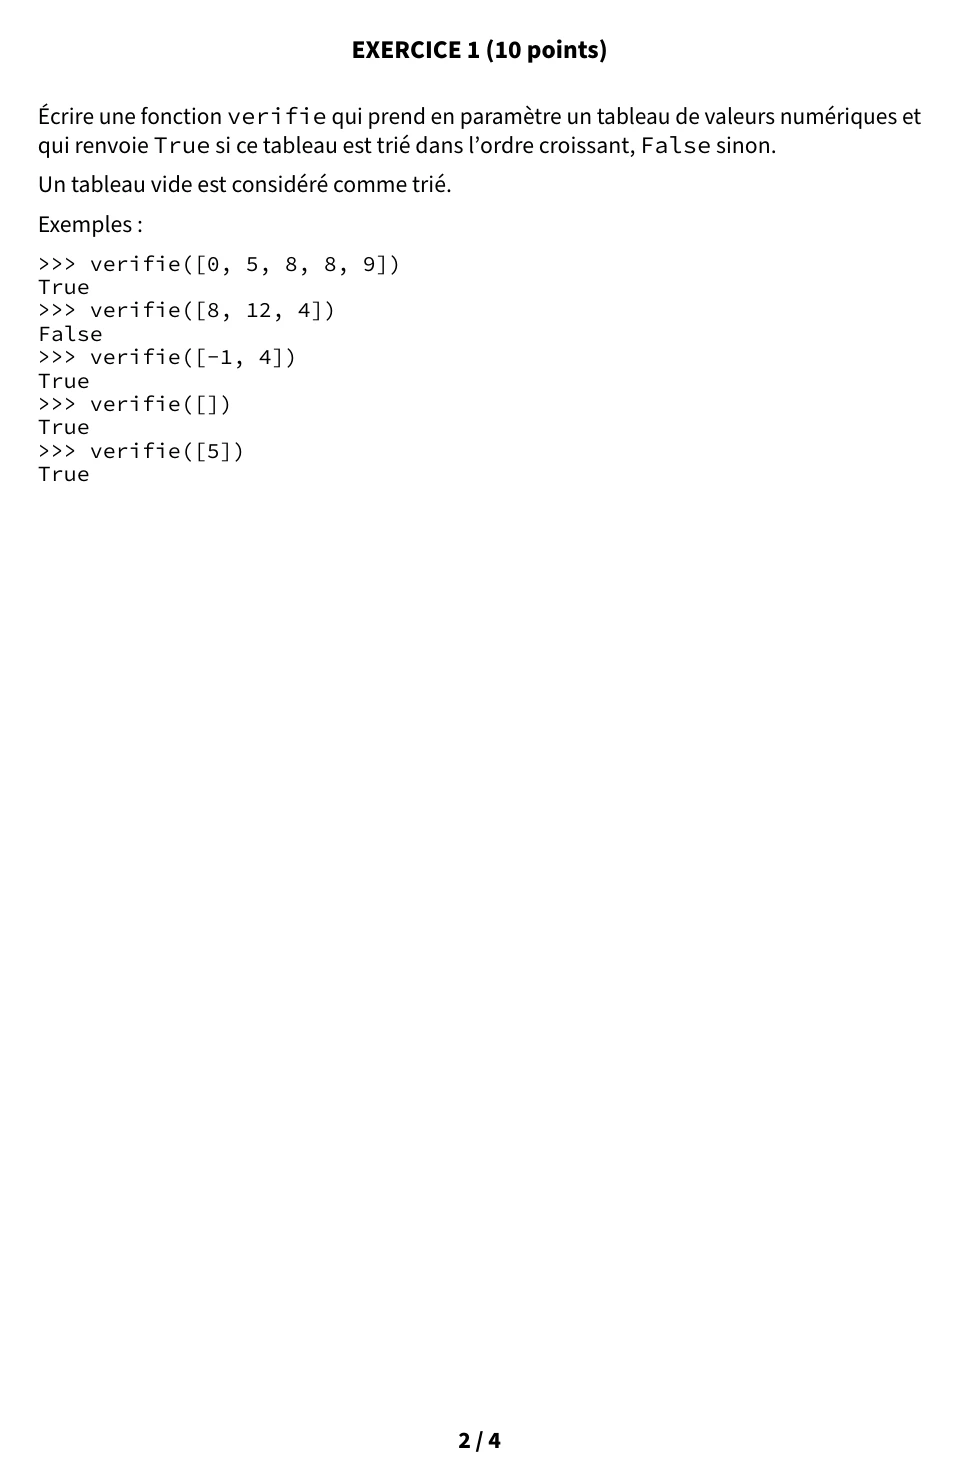 EXERCICE 1 (10 points)
Écrire une fonction verifie qui prend en paramètre un tableau de valeurs numériques et
qui renvoie True si ce tableau est trié dans l’ordre croissant, False sinon.
Un tableau vide est considéré comme trié.
Exemples :
>>> verifie([0, 5, 8, 8, 9])
True
>>> verifie([8, 12, 4])
False
>>> verifie([-1, 4])
True
>>> verifie([])
True
>>> verifie([5])
True
2 / 4